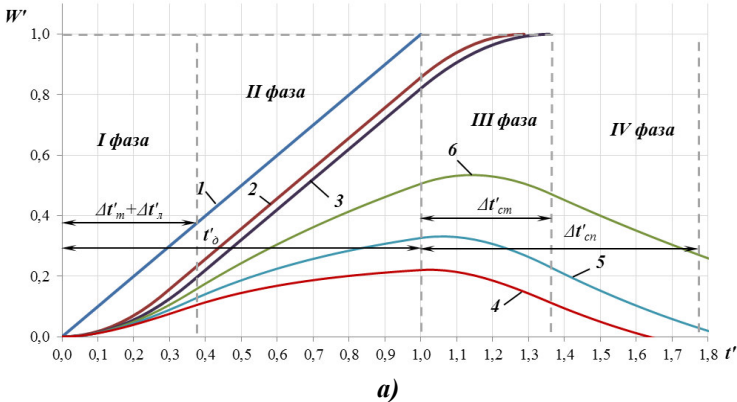 W'
1,0
0,8
0,6
0,4
0,2
0,0
I фаза
II фаза
III фаза
IV фаза
1
2
3
6
5
4
Δt'т+Δt'л
t'д
Δt'ст
Δt'сп
0,0 0,1 0,2 0,3 0,4 0,5 0,6 0,7 0,8 0,9 1,0 1,1 1,2 1,3 1,4 1,5 1,6 1,7 1,8 t'
а)